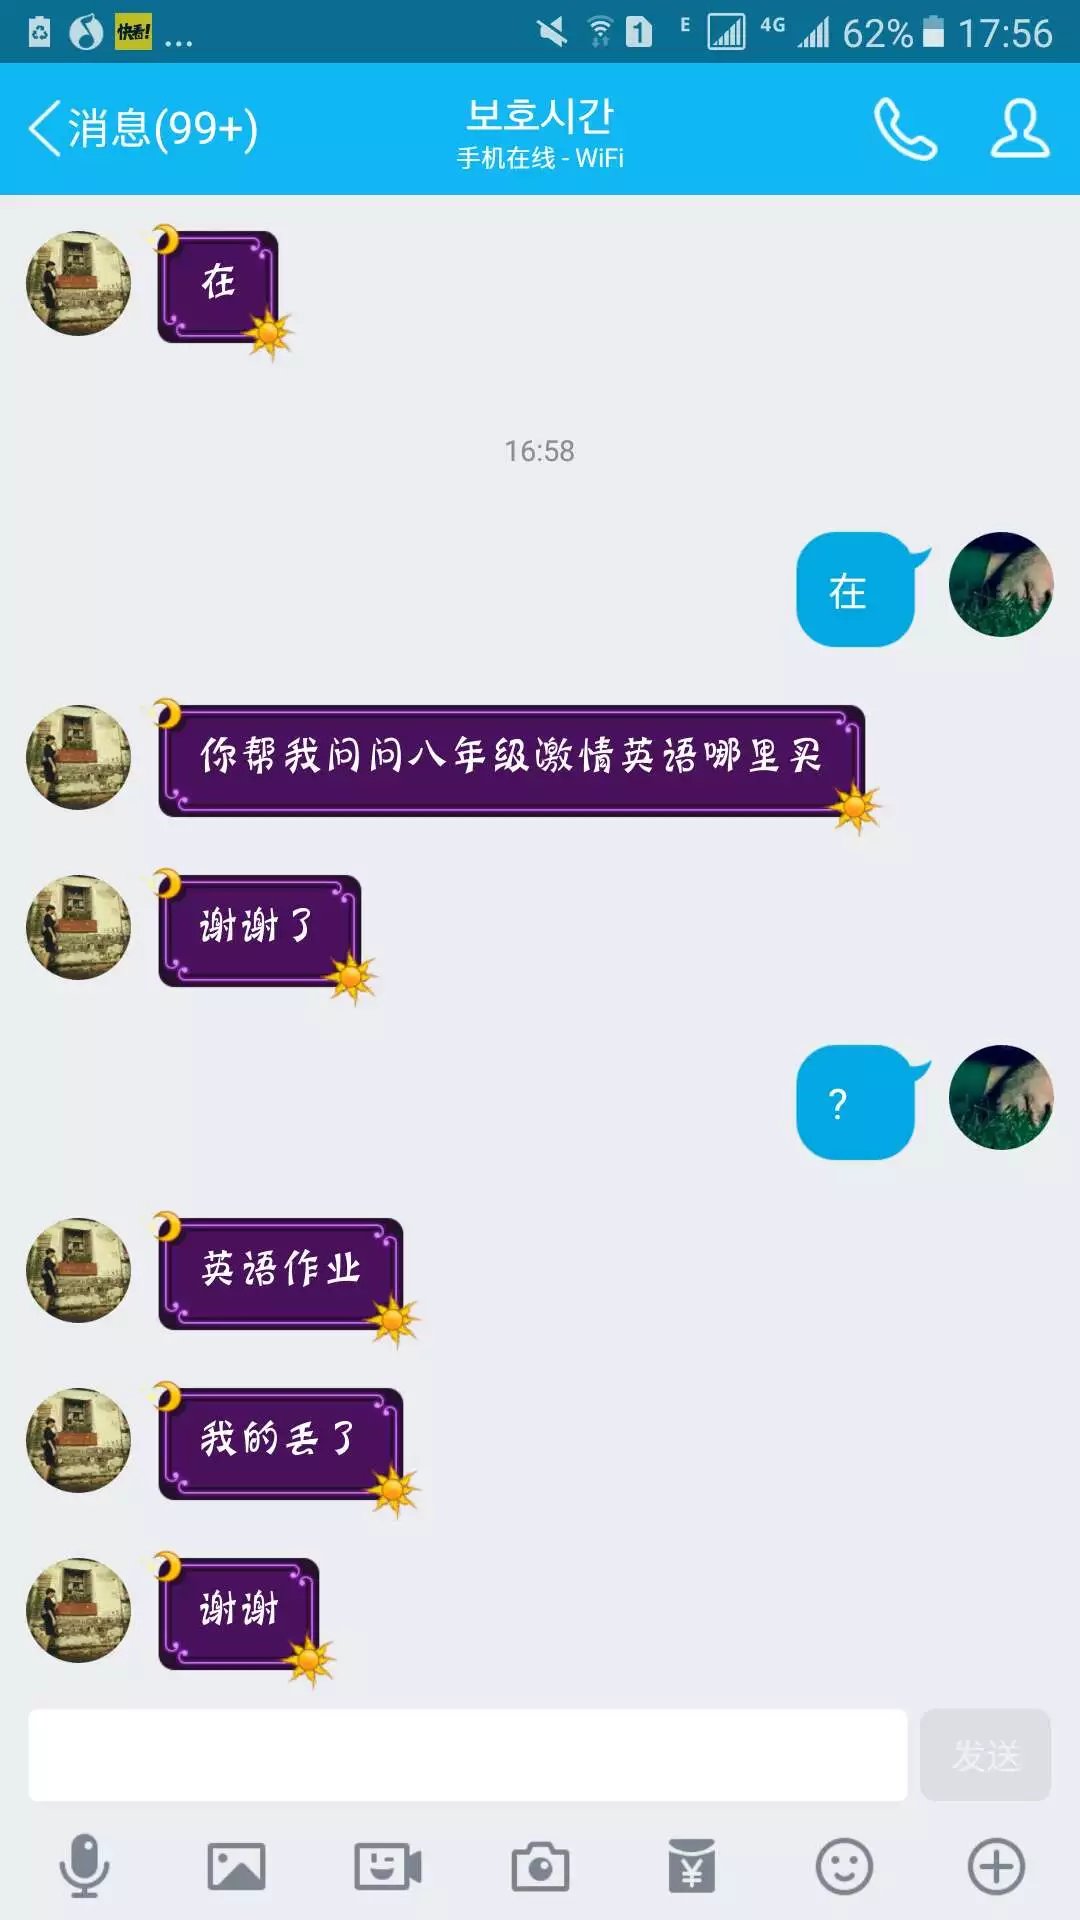 快看!
...
1
E
4G
62%
17:56
消息(99+)
보호시간
手机在线 - WiFi
在
16:58
在
你帮我问问八年级激情英语哪里买
谢谢了
?
英语作业
我的丢了
谢谢
发送